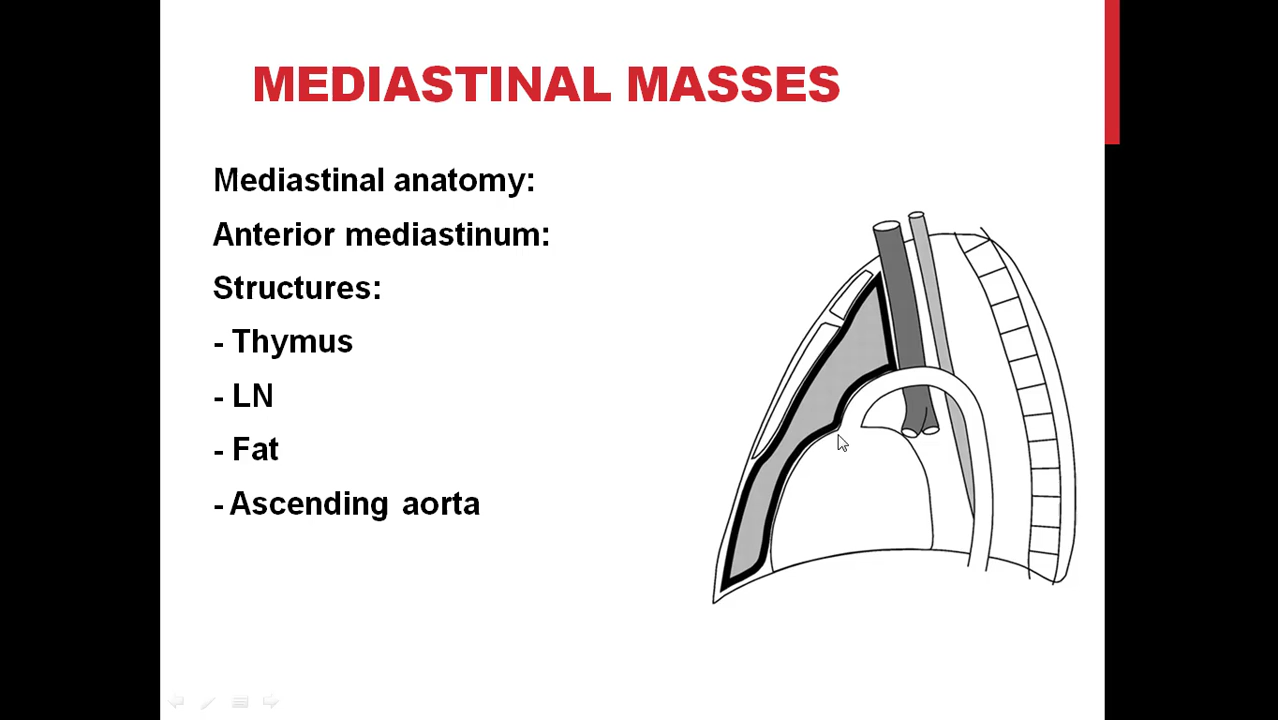 MEDIASTINAL MASSES
Mediastinal anatomy:
Anterior mediastinum:
Structures:
- Thymus
- LN
- Fat
- Ascending aorta